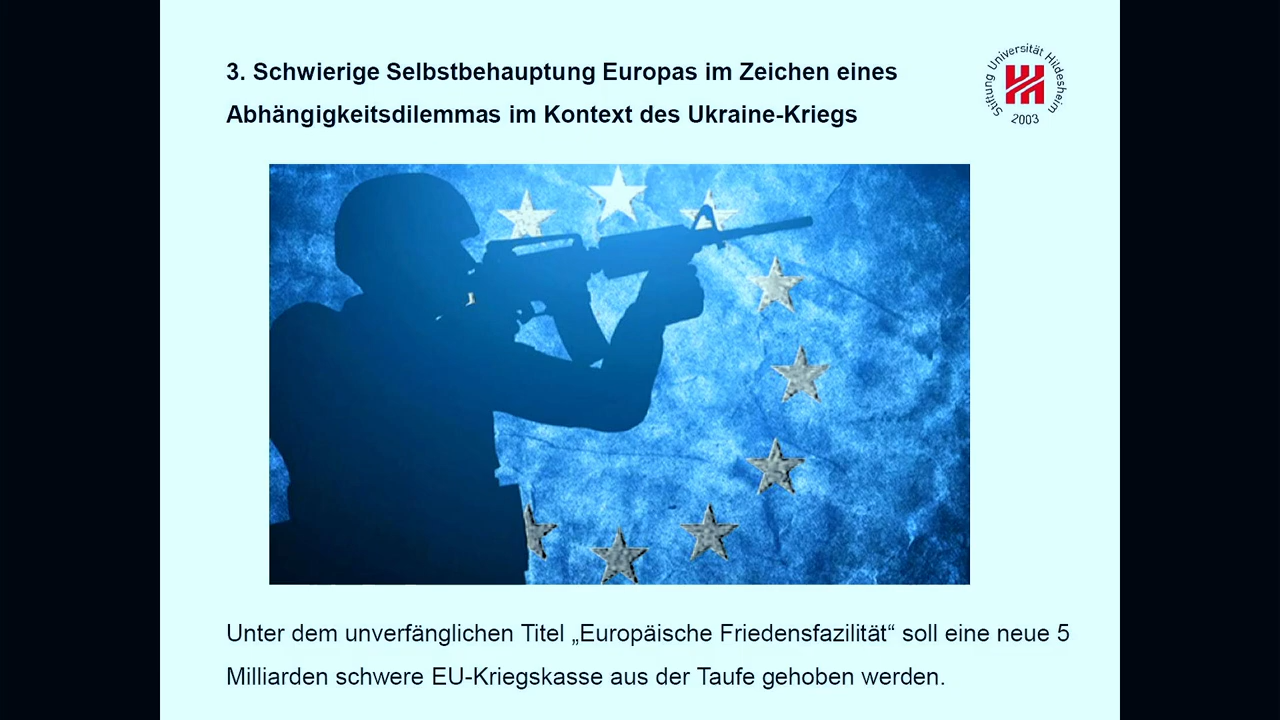 3. Schwierige Selbstbehauptung Europas im Zeichen eines
Abhängigkeitsdilemmas im Kontext des Ukraine-Kriegs
Stiftung Universität Hildesheim
2003
Unter dem unverfänglichen Titel „Europäische Friedensfazilität“ soll eine neue 5
Milliarden schwere EU-Kriegskasse aus der Taufe gehoben werden.